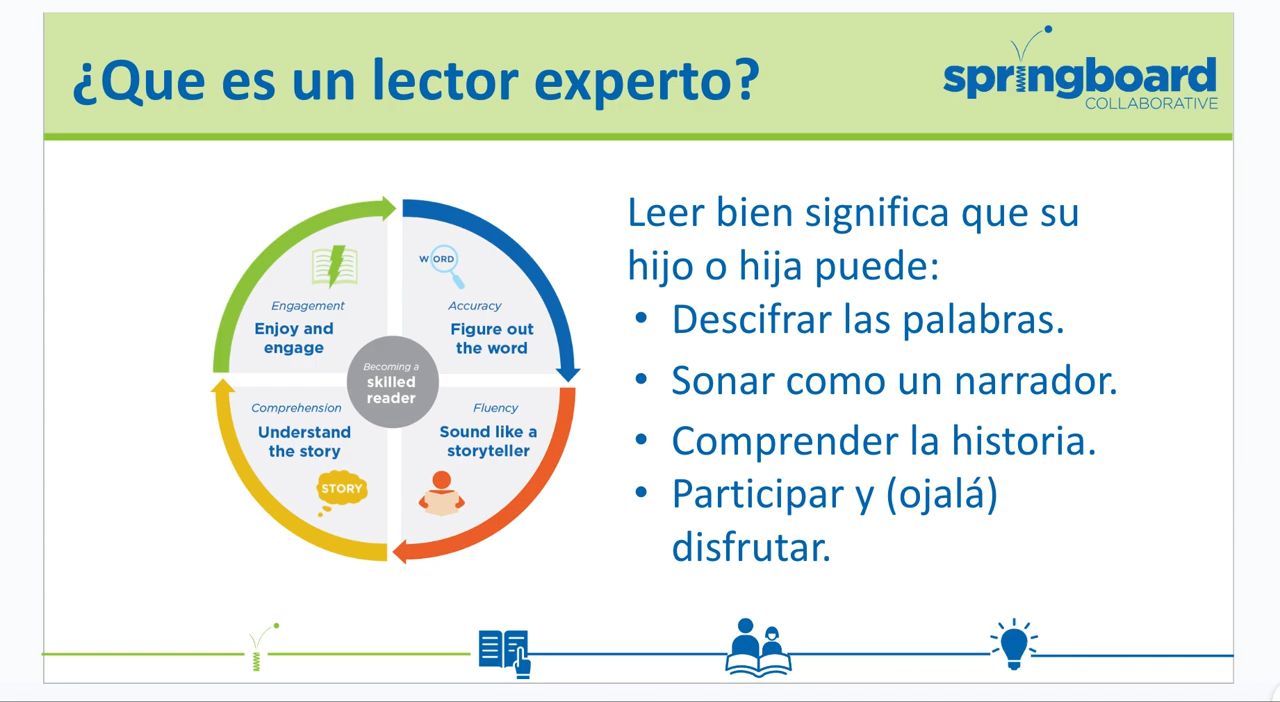 ¿Que es un lector experto?
springboard
COLLABORATIVE
Engagement
Enjoy and
engage
WORD
Accuracy
Figure out
the word
Becoming a
skilled
reader
Comprehension
Understand
the story
STORY
Fluency
Sound like a
storyteller
Leer bien significa que su
hijo o hija puede:
• Descifrar las palabras.
• Sonar como un narrador.
• Comprender la historia.
• Participar y (ojalá)
disfrutar.